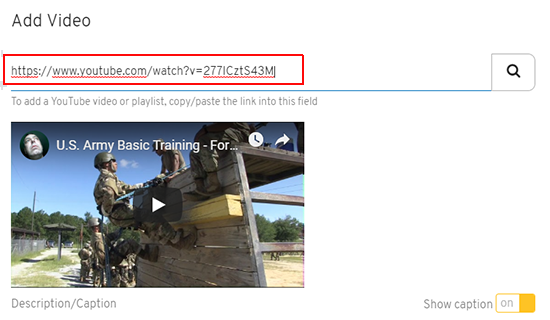 Add Video
https://www.youtube.com/watch?v=277ICztS43M
To add a YouTube video or playlist, copy/paste the link into this field
U.S. Army Basic Training - For...
Description/Caption
Show caption on